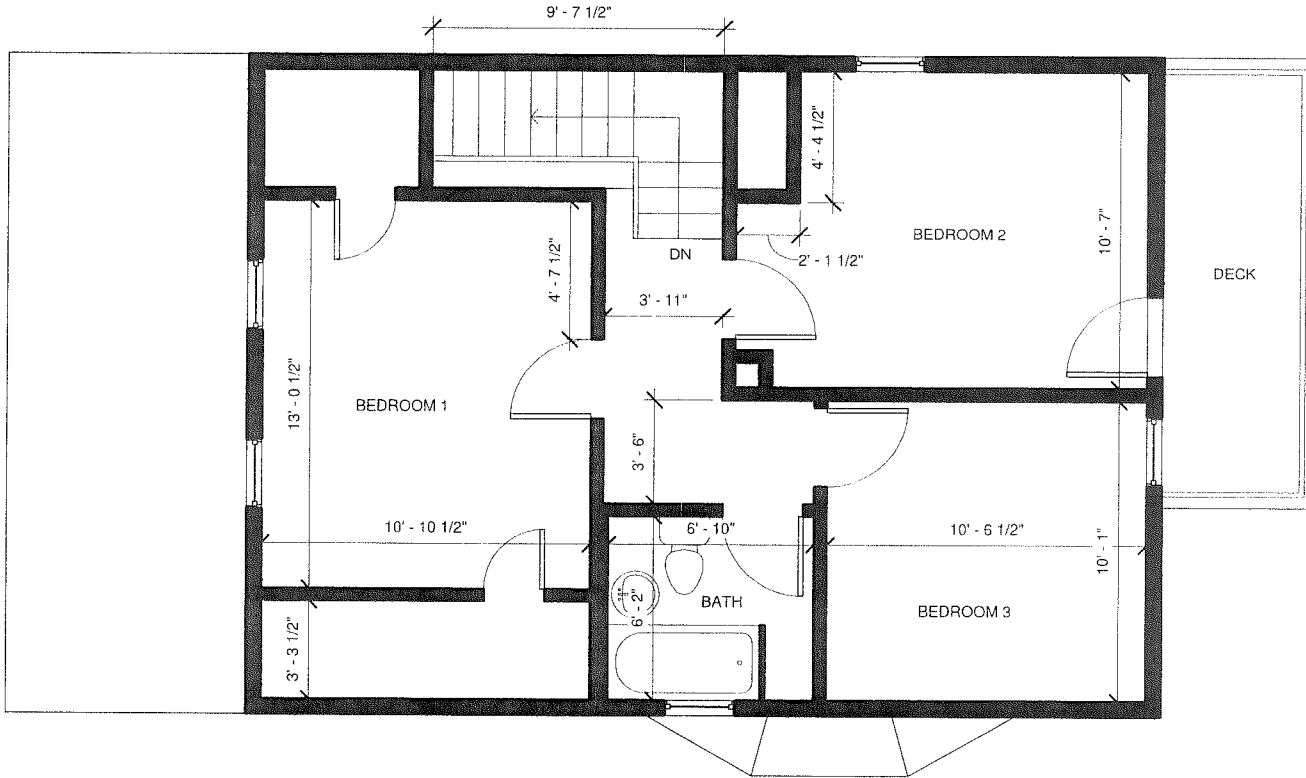 9' - 7 1/2"
4' - 4 1/2"
BEDROOM 2
10' - 7"
DN
2' - 1 1/2"
DECK
4' - 7 1/2"
3' - 11"
13' - 0 1/2"
BEDROOM 1
3' - 6"
10' - 10 1/2"
6' - 10"
10' - 6 1/2"
10' - 1"
BATH
6' - 2"
BEDROOM 3
3' - 3 1/2"